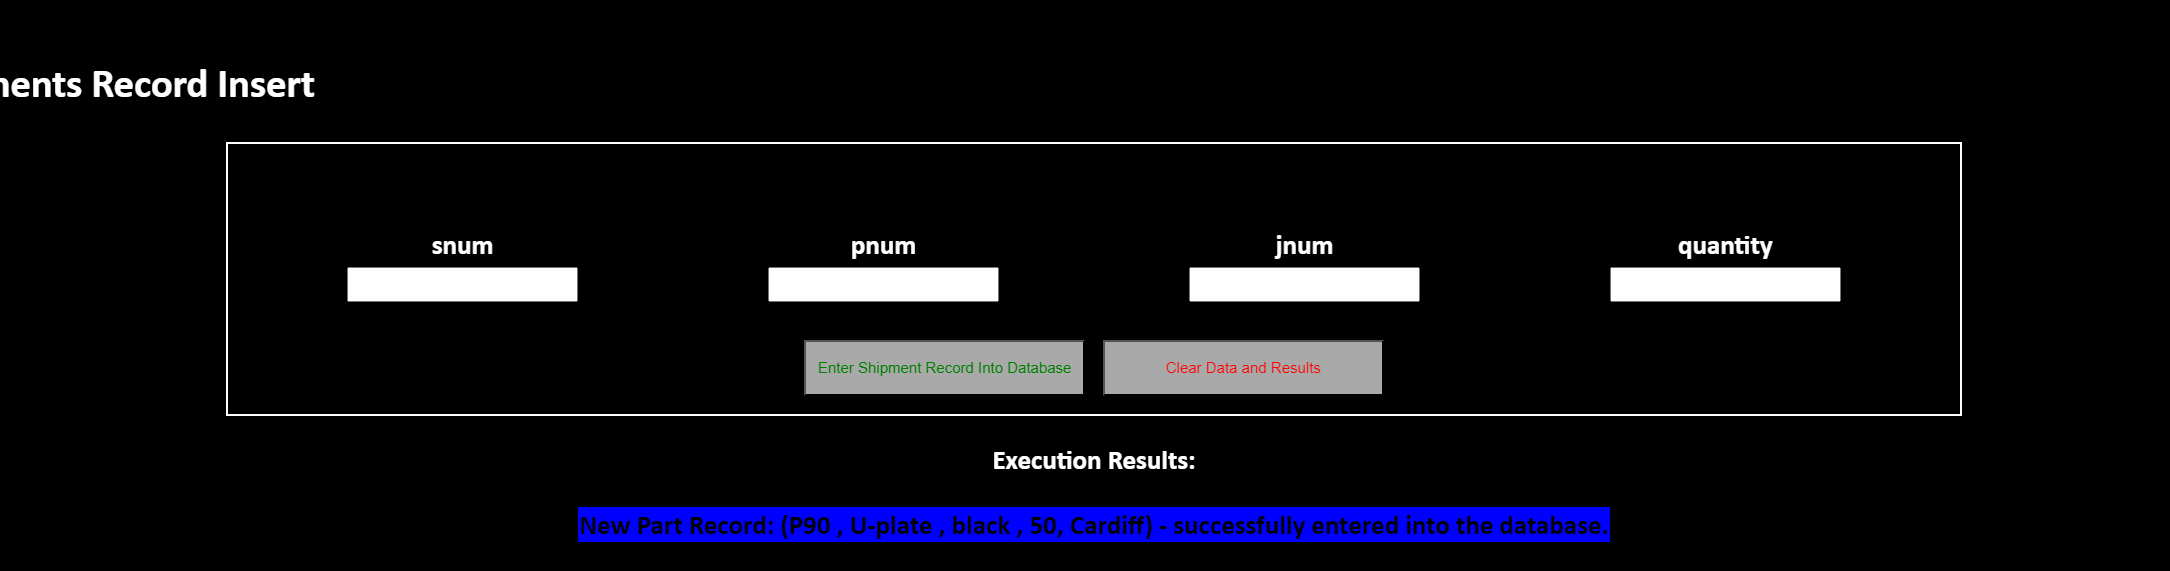 ments Record Insert
snum pnum jnum quantity
Enter Shipment Record Into Database Clear Data and Results
Execution Results:
New Part Record: (P90 , U-plate , black , 50, Cardiff) - successfully entered into the database.